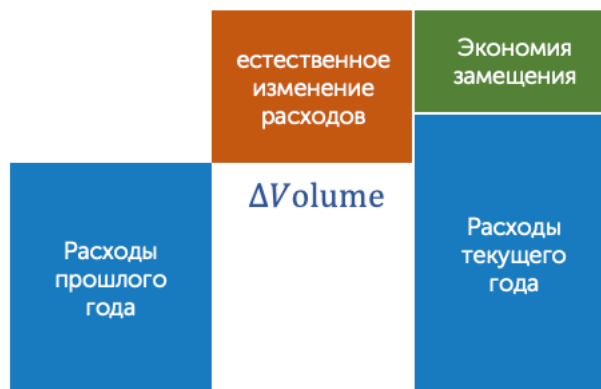 естественное
изменение
расходов
Экономия
замещения
ΔVolume
Расходы
прошлого
года
Расходы
текущего
года